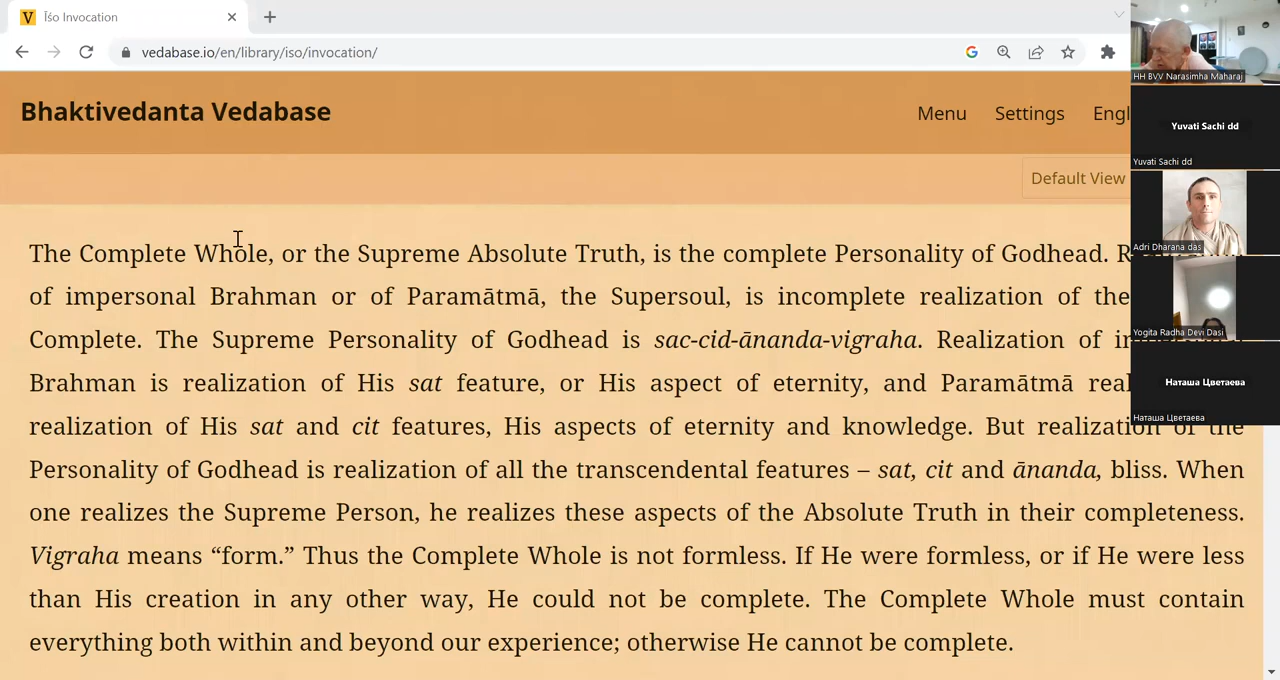 Īśo Invocation
vedabase.io/en/library/iso/invocation/
Bhaktivedanta Vedabase
Menu Settings Engl
Default View
The Complete Whole, or the Supreme Absolute Truth, is the complete Personality of Godhead.
of impersonal Brahman or of Paramātmā, the Supersoul, is incomplete realization of the
Complete. The Supreme Personality of Godhead is sac-cid-ānanda-vigraha. Realization of
Brahman is realization of His sat feature, or His aspect of eternity, and Paramātmā
realization of His sat and cit features, His aspects of eternity and knowledge. But realization of the
Personality of Godhead is realization of all the transcendental features – sat, cit and ānanda, bliss. When
one realizes the Supreme Person, he realizes these aspects of the Absolute Truth in their completeness.
Vigraha means “form.” Thus the Complete Whole is not formless. If He were formless, or if He were less
than His creation in any other way, He could not be complete. The Complete Whole must contain
everything both within and beyond our experience; otherwise He cannot be complete.
HH BVV Narasimha Maharaj
Yuvati Sachi dd
Yuvati Sachi dd
Adri Dharana das
Yogita Radha Devi Dasi
Наташа Цветаева
Наташа Цветаева